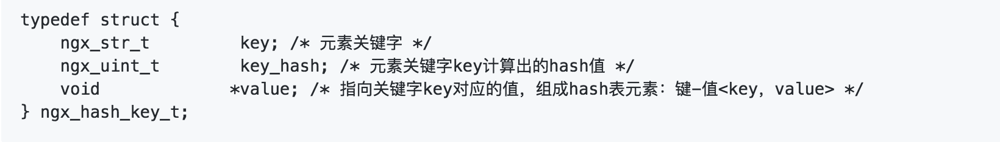 typedef struct {
    ngx_str_t         key; /* 元素关键字 */
    ngx_uint_t        key_hash; /* 元素关键字key计算出的hash值 */
    void             *value; /* 指向关键字key对应的值，组成hash表元素：键-值<key，value> */
} ngx_hash_key_t;